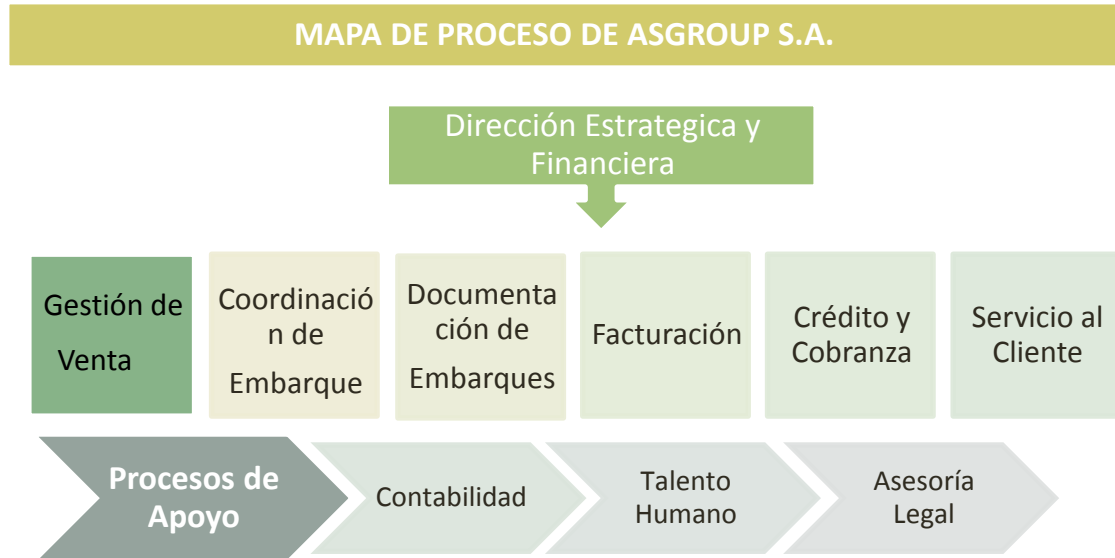 MAPA DE PROCESO DE ASGROUP S.A.
Dirección Estrategica y
Financiera
Gestión de
Venta
Coordinació
n de
Embarque
Documenta
ción de
Embarques
Facturación
Crédito y
Cobranza
Servicio al
Cliente
Procesos de
Apoyo
Contabilidad
Talento
Humano
Asesoría
Legal